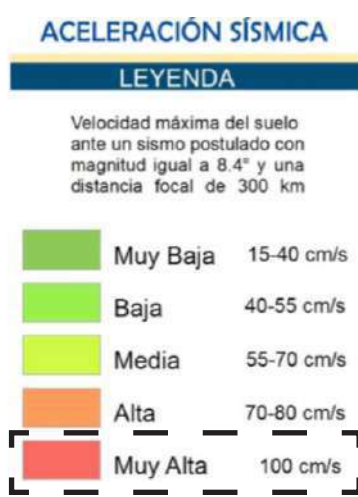 ACELERACIÓN SÍSMICA
LEYENDA
Velocidad máxima del suelo
ante un sismo postulado con
magnitud igual a 8.4° y una
distancia focal de 300 km
Muy Baja 15-40 cm/s
Baja 40-55 cm/s
Media 55-70 cm/s
Alta 70-80 cm/s
Muy Alta 100 cm/s